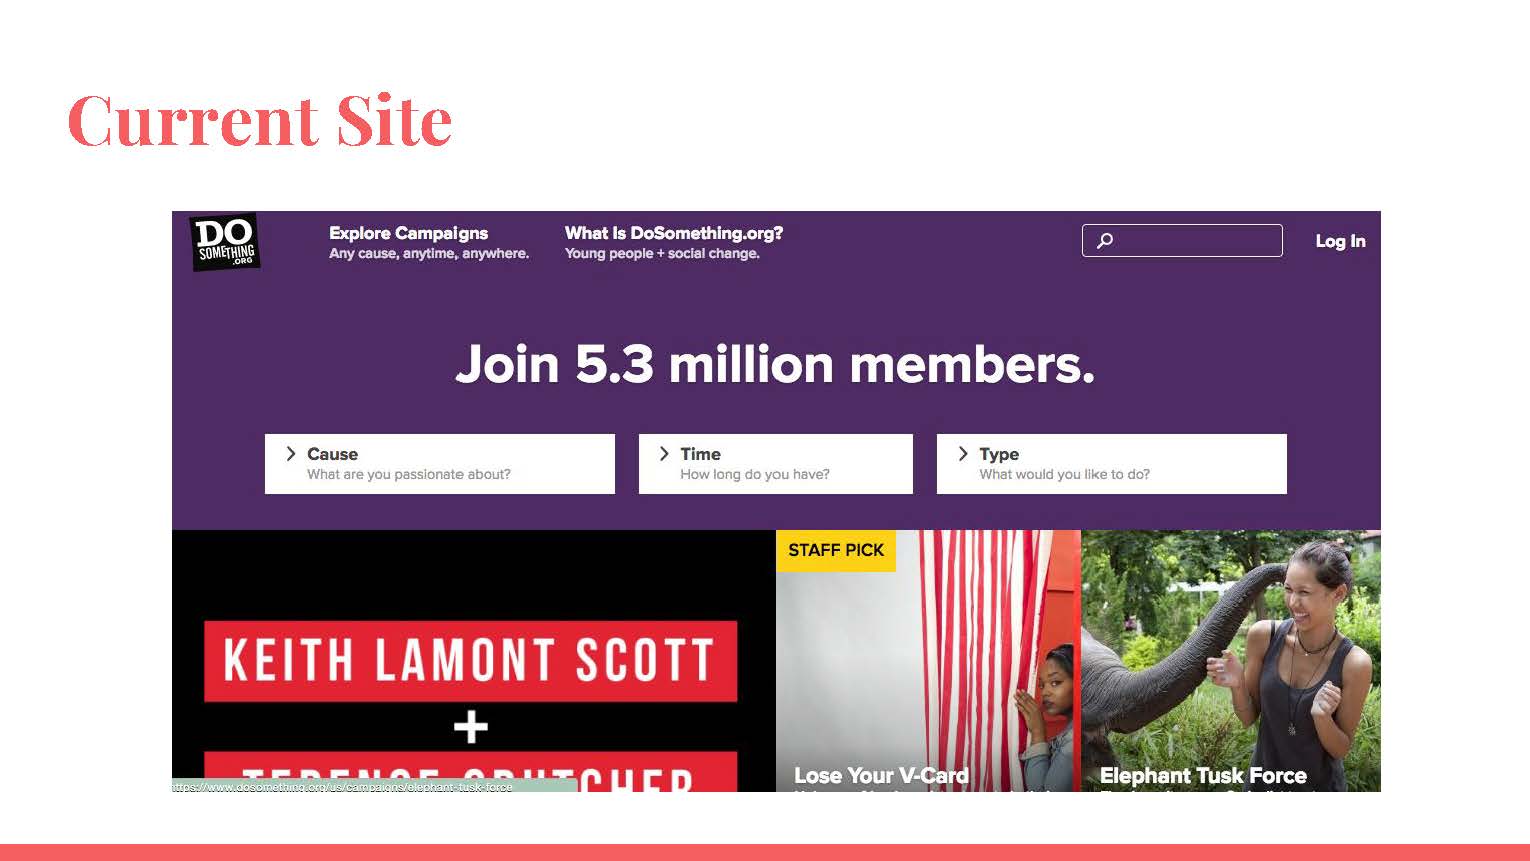 Current Site
DO
SOMETHING
.ORG
Explore Campaigns
Any cause, anytime, anywhere.
What Is DoSomething.org?
Young people + social change.
Log In
Join 5.3 million members.
Cause
What are you passionate about?
Time
How long do you have?
Type
What would you like to do?
STAFF PICK
KEITH LAMONT SCOTT
+
TERENCE CRUTCHER
Lose Your V-Card
Elephant Tusk Force
https://www.dosomething.org/us/campaigns/elephant-tusk-force